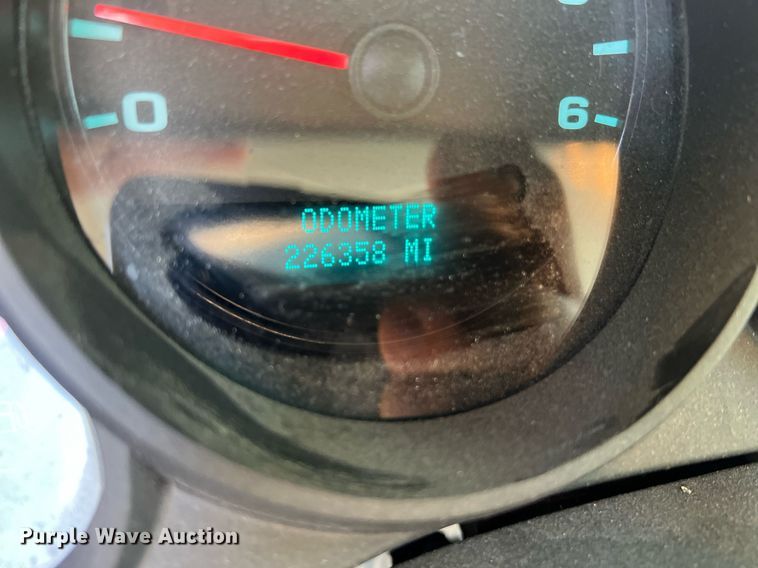 0
6
ODOMETER
226358 MI
Purple Wave Auction